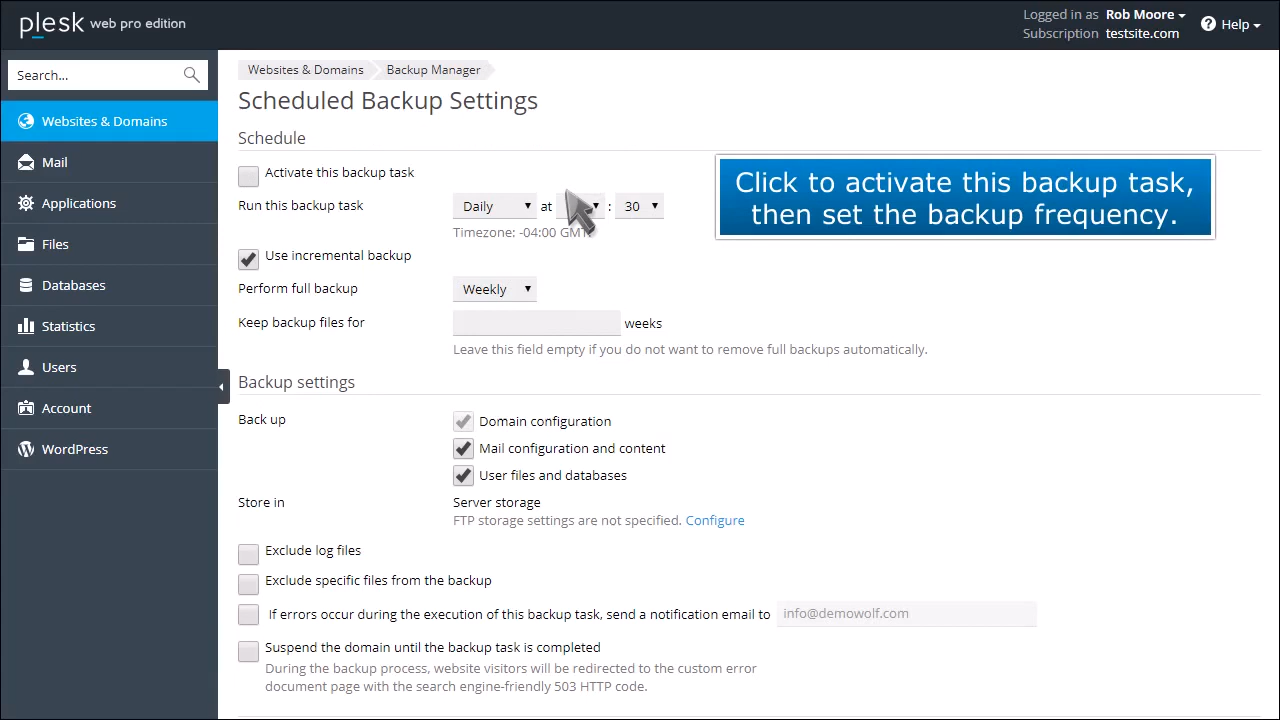 plesk web pro edition
Logged in as Rob Moore
Subscription testsite.com
Help
Search...
Websites & Domains
Mail
Applications
Files
Databases
Statistics
Users
Account
WordPress
Websites & Domains Backup Manager
Scheduled Backup Settings
Schedule
Activate this backup task
Run this backup task Daily at : 30
Timezone: -04:00 GMT
Click to activate this backup task,
then set the backup frequency.
Use incremental backup
Perform full backup Weekly
Keep backup files for weeks
Leave this field empty if you do not want to remove full backups automatically.
Backup settings
Back up Domain configuration
Mail configuration and content
User files and databases
Store in Server storage
FTP storage settings are not specified. Configure
Exclude log files
Exclude specific files from the backup
If errors occur during the execution of this backup task, send a notification email to info@demowolf.com
Suspend the domain until the backup task is completed
During the backup process, website visitors will be redirected to the custom error
document page with the search engine-friendly 503 HTTP code.